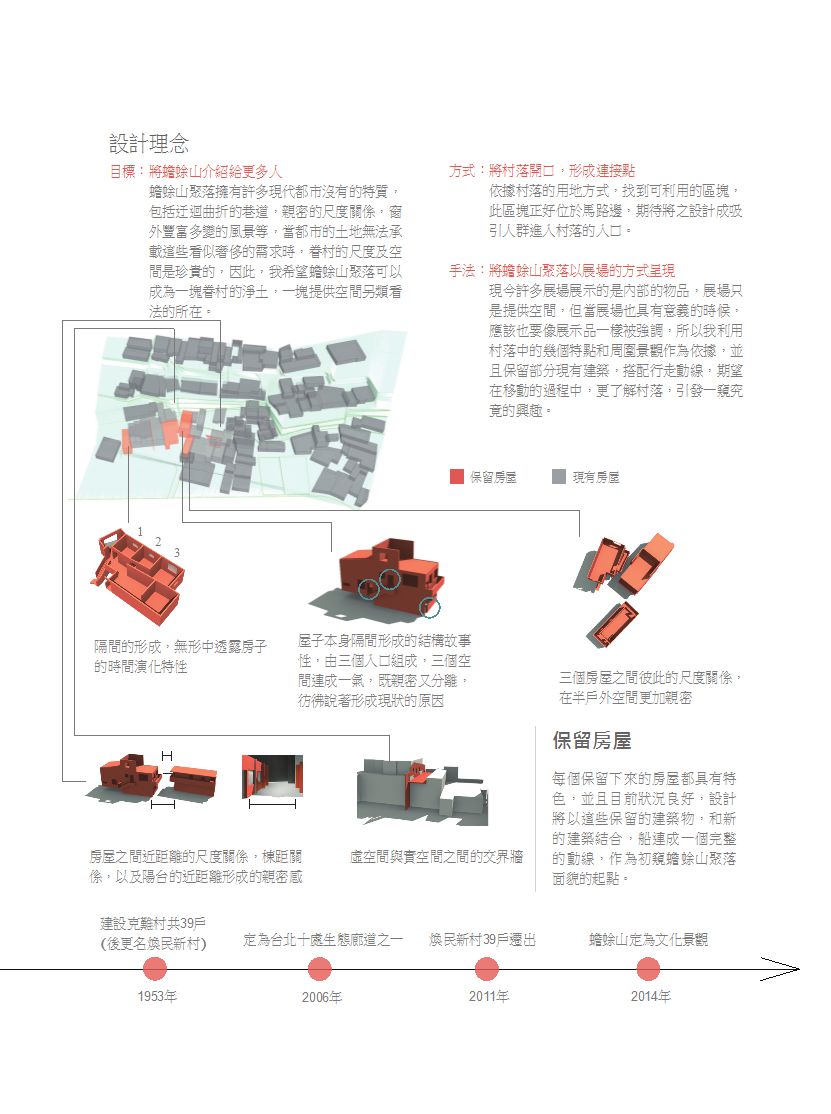 設計理念
目標：將蟾蜍山介紹給更多人
蟾蜍山聚落擁有許多現代都市沒有的特質，
包括迂迴曲折的巷道，親密的尺度關係，窗
外豐富多變的風景等，當都市的土地無法承
載這些看似奢侈的需求時，眷村的尺度及空
間是珍貴的，因此，我希望蟾蜍山聚落可以
成為一塊眷村的淨土，一塊提供空間另類看
法的所在。
方式：將村落開口，形成連接點
依據村落的用地方式，找到可利用的區塊，
此區塊正好位於馬路邊，期待將之設計成吸
引人群進入村落的入口。
手法：將蟾蜍山聚落以展場的方式呈現
現今許多展場展示的是內部的物品，展場只
是提供空間，但當展場也具有意義的時候，
應該也要像展示品一樣被強調，所以我利用
村落中的幾個特點和周圍景觀作為依據，並
且保留部分現有建築，搭配行走動線，期望
在移動的過程中，更了解村落，引發一窺究
竟的興趣。
保留房屋
現有房屋
1
2
3
隔間的形成，無形中透露房子
的時間演化特性
屋子本身隔間形成的結構故事
性，由三個入口組成，三個空
間連成一氣，既親密又分離，
彷彿說著形成現狀的原因
三個房屋之間彼此的尺度關係，
在半戶外空間更加親密
房屋之間近距離的尺度關係，棟距關
係，以及陽台的近距離形成的親密感
虛空間與實空間之間的交界牆
保留房屋
每個保留下來的房屋都具有特
色，並且目前狀況良好，設計
將以這些保留的建築物，和新
的建築結合，船連成一個完整
的動線，作為初窺蟾蜍山聚落
面貌的起點。
建設克難村共39戶
(後更名煥民新村)
定為台北十處生態廊道之一
煥民新村39戶遷出
蟾蜍山定為文化景觀
1953年
2006年
2011年
2014年